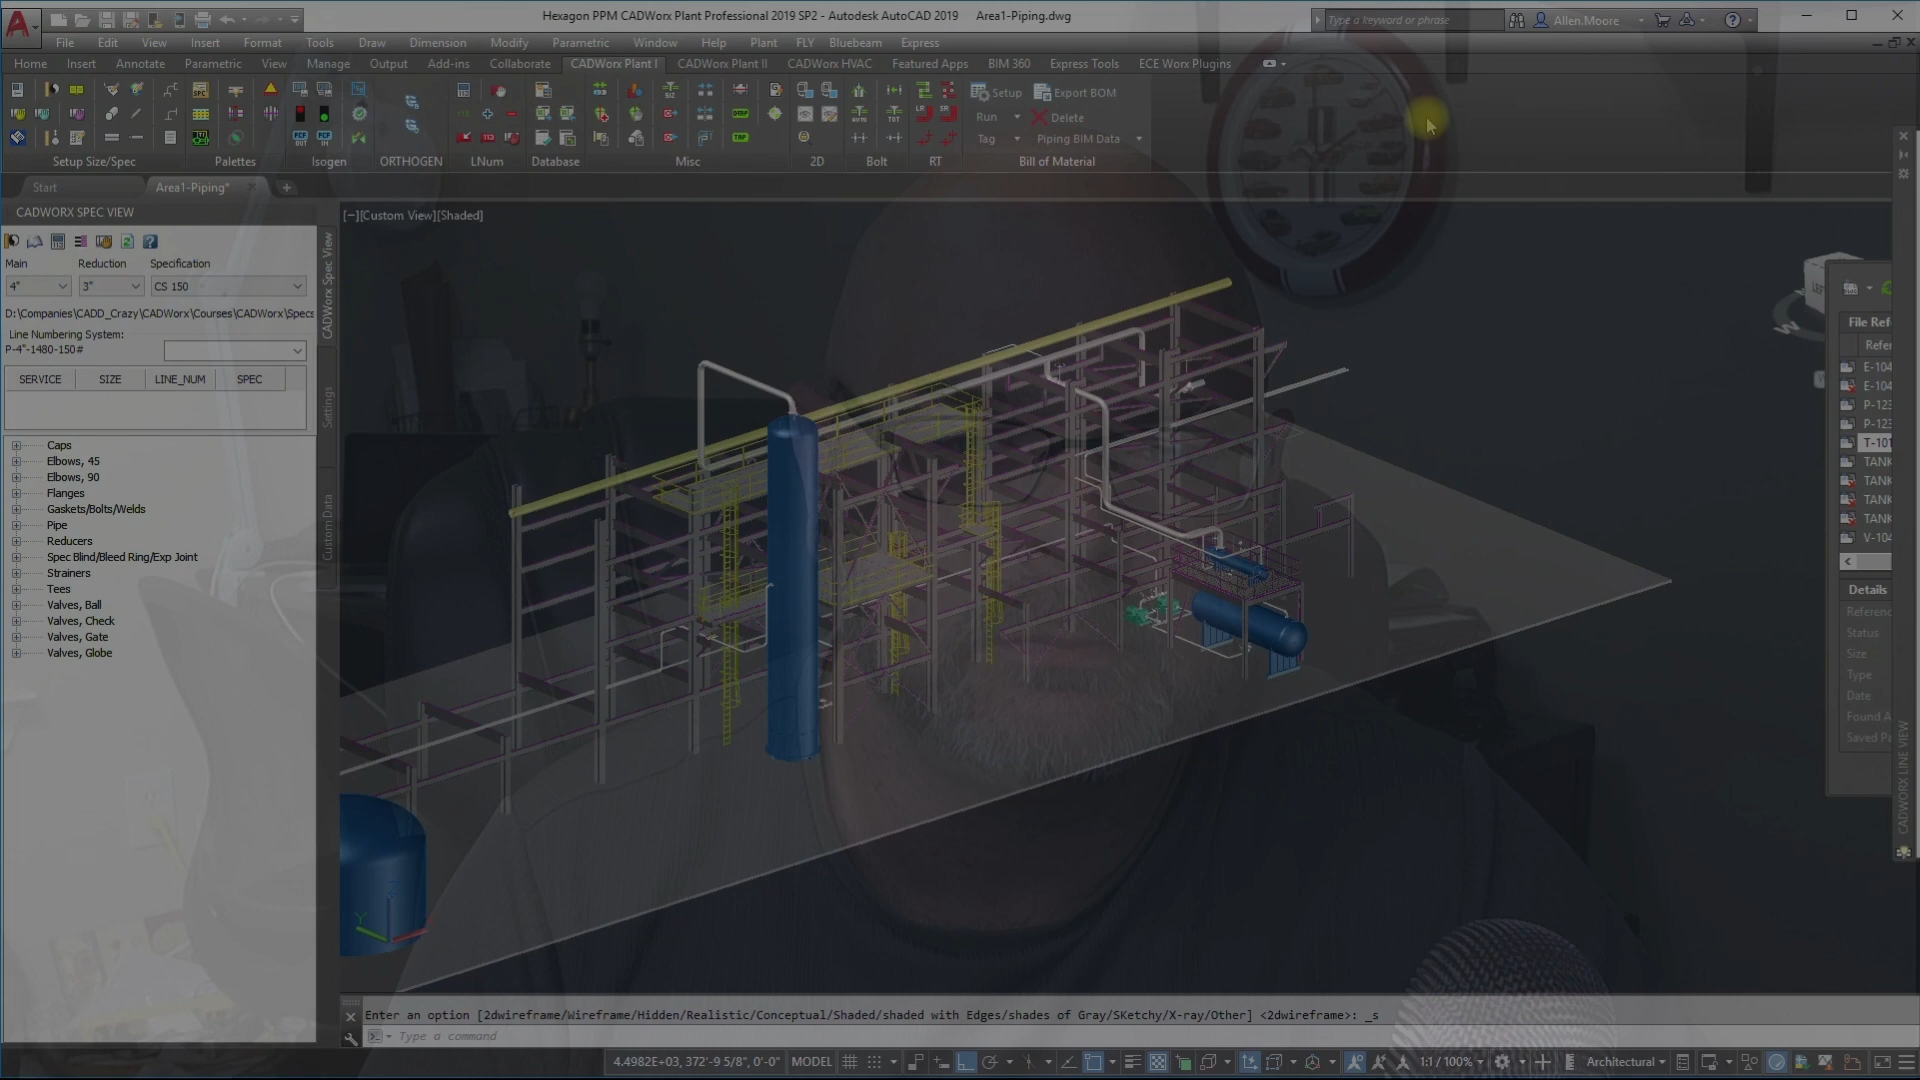 Hexagon PPM CADWorx Plant Professional 2019 SP2 - Autodesk AutoCAD 2019 Area1-Piping.dwg
Type a keyword or phrase
Allen.Moore
File Edit View Insert Format Tools Draw Dimension Modify Parametric Window Help Plant FLY Bluebeam Express
Home Insert Annotate Parametric View Manage Output Add-ins Collaborate CADWorx Plant I CADWorx Plant II CADWorx HVAC Featured Apps BIM 360 Express Tools ECE Worx Plugins
Setup Export BOM
Run Delete
Tag Piping BIM Data
Setup Size/Spec Palettes Isogen ORTHOGEN LNum Database Misc 2D Bolt RT Bill of Material
Start Area1-Piping*
CADWORX SPEC VIEW
[−][Custom View][Shaded]
Main Reduction Specification
4" 3" CS 150
D:\Companies\CADD_Crazy\CADWorx\Courses\CADWorx\Specs
Line Numbering System:
P-4"-1480-150#
SERVICE SIZE LINE_NUM SPEC
Caps
Elbows, 45
Elbows, 90
Flanges
Gaskets/Bolts/Welds
Pipe
Reducers
Spec Blind/Bleed Ring/Exp Joint
Strainers
Tees
Valves, Ball
Valves, Check
Valves, Gate
Valves, Globe
CADWorx Spec View
Settings
Custom Data
File Ref
Refere
E-104
E-104
P-123
P-123
T-101
TANK
TANK
TANK
TANK
V-104
Details
Referenc
Status
Size
Type
Date
Found A
Saved Pa
CADWORX LINE VIEW
Enter an option [2dwireframe/Wireframe/Hidden/Realistic/Conceptual/Shaded/shaded with Edges/shades of Gray/SKetchy/X-ray/Other] <2dwireframe>: _s
Type a command
4.4982E+03, 372'-9 5/8", 0'-0" MODEL 1:1 / 100% Architectural